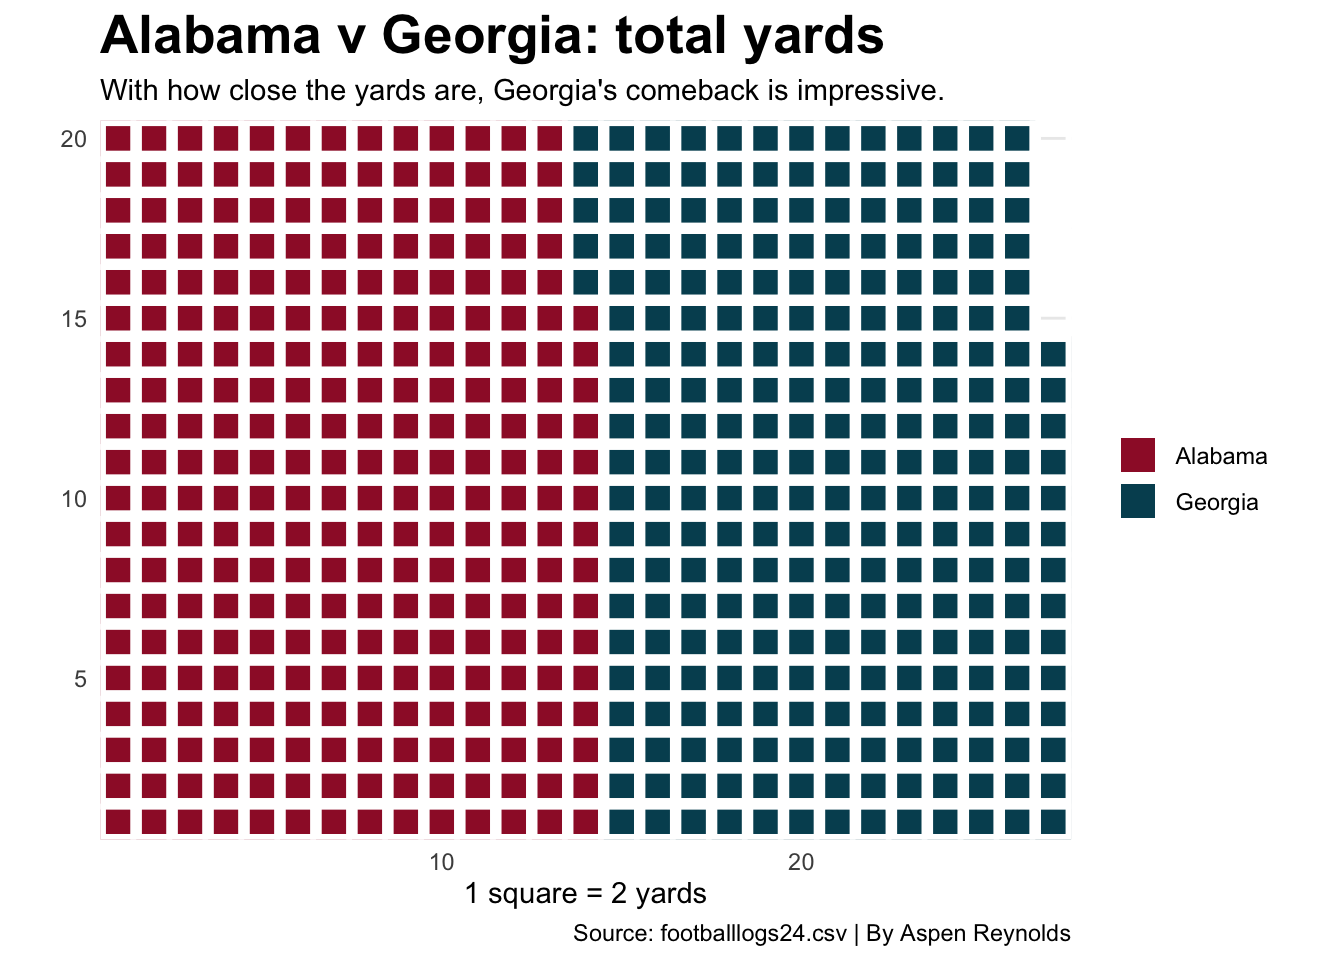 Alabama v Georgia: total yards
With how close the yards are, Georgia's comeback is impressive.
20
15
10
5
Alabama
Georgia
10
20
1 square = 2 yards
Source: footballlogs24.csv | By Aspen Reynolds